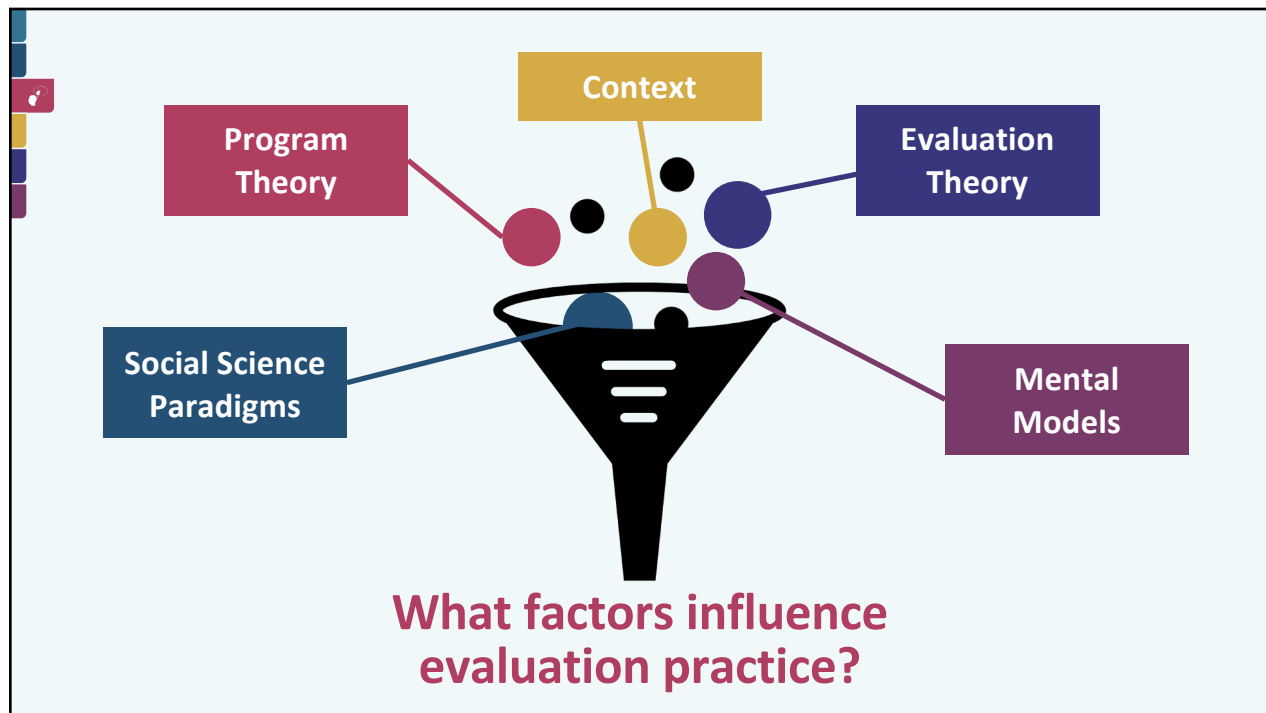 Context
Program
Theory
Evaluation
Theory
Social Science
Paradigms
Mental
Models
What factors influence
evaluation practice?